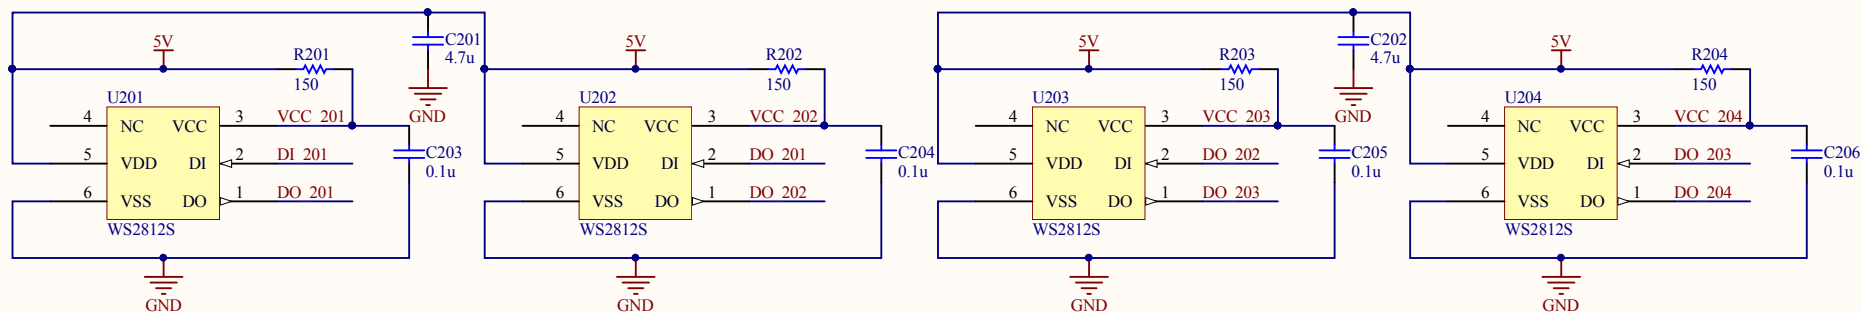 5V
R201
150
C201
4.7u
GND
U201
4 NC VCC 3 VCC_201
5 VDD DI 2 DI_201
6 VSS DO 1 DO_201
WS2812S
C203
0.1u
GND
5V
R202
150
U202
4 NC VCC 3 VCC_202
5 VDD DI 2 DO_201
6 VSS DO 1 DO_202
WS2812S
C204
0.1u
GND
5V
R203
150
C202
4.7u
GND
U203
4 NC VCC 3 VCC_203
5 VDD DI 2 DO_202
6 VSS DO 1 DO_203
WS2812S
C205
0.1u
GND
5V
R204
150
U204
4 NC VCC 3 VCC_204
5 VDD DI 2 DO_203
6 VSS DO 1 DO_204
WS2812S
C206
0.1u
GND